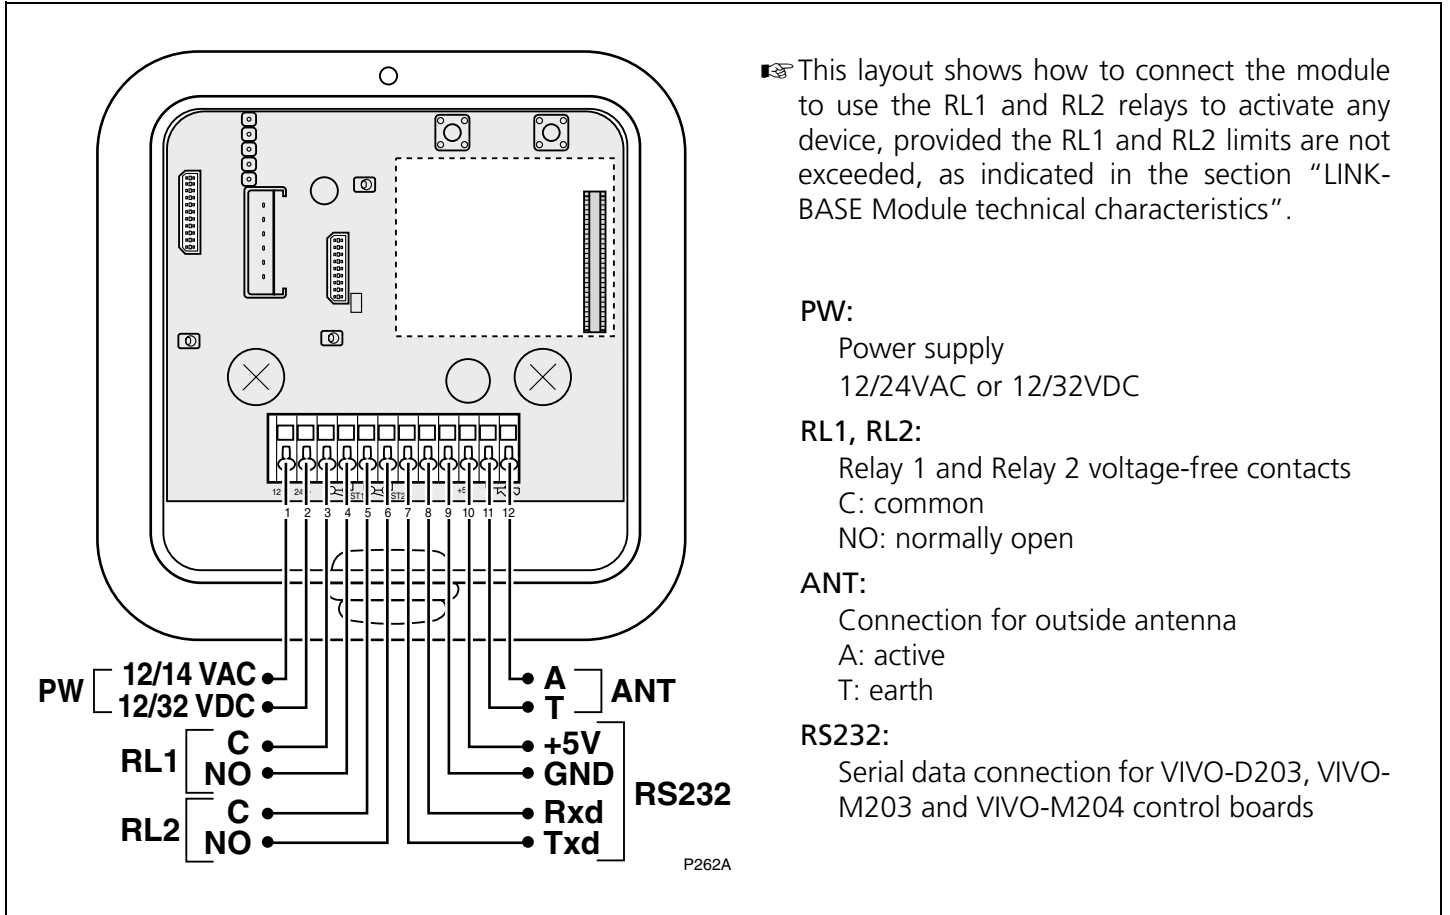 ☞This layout shows how to connect the module
to use the RL1 and RL2 relays to activate any
device, provided the RL1 and RL2 limits are not
exceeded, as indicated in the section “LINK-
BASE Module technical characteristics”.
PW:
Power supply
12/24VAC or 12/32VDC
RL1, RL2:
Relay 1 and Relay 2 voltage-free contacts
C: common
NO: normally open
ANT:
Connection for outside antenna
A: active
T: earth
RS232:
Serial data connection for VIVO-D203, VIVO-
M203 and VIVO-M204 control boards
ST1 ST2
1 2 3 4 5 6 7 8 9 10 11 12
PW
12/14 VAC
12/32 VDC
RL1
C
NO
RL2
C
NO
A
T
ANT
+5V
GND
Rxd
Txd
RS232
P262A